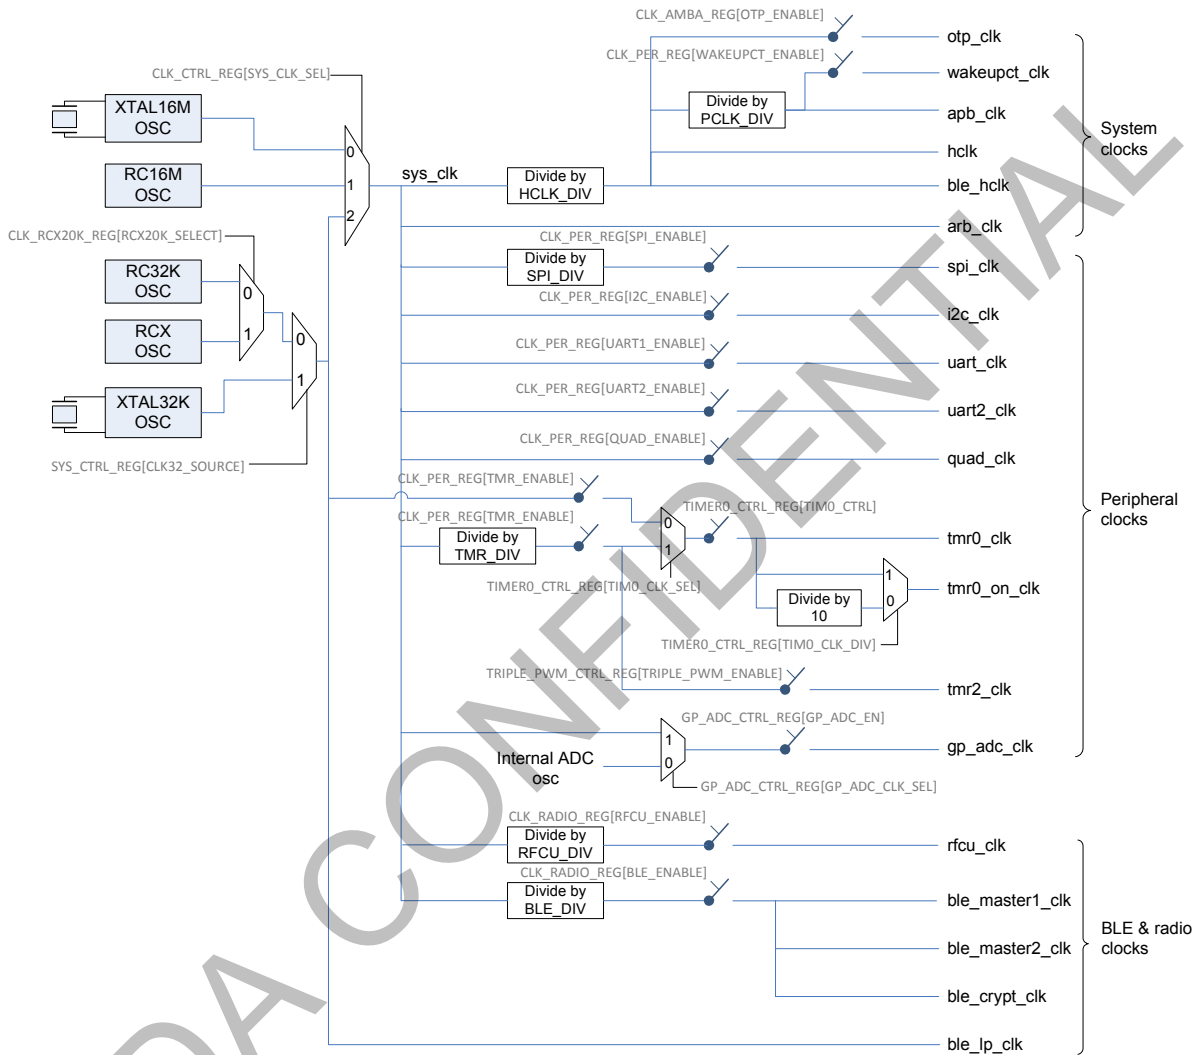 CLK_AMBA_REG[OTP_ENABLE]
otp_clk
CLK_PER_REG[WAKEUPCT_ENABLE]
wakeupct_clk
CLK_CTRL_REG[SYS_CLK_SEL]
XTAL16M
OSC
Divide by
PCLK_DIV
apb_clk
System
clocks
0
hclk
RC16M
OSC
1
sys_clk
Divide by
HCLK_DIV
ble_hclk
2
arb_clk
CLK_RCX20K_REG[RCX20K_SELECT]
CLK_PER_REG[SPI_ENABLE]
RC32K
OSC
0
Divide by
SPI_DIV
spi_clk
CLK_PER_REG[I2C_ENABLE]
i2c_clk
RCX
OSC
1
0
CLK_PER_REG[UART1_ENABLE]
uart_clk
1
XTAL32K
OSC
CLK_PER_REG[UART2_ENABLE]
uart2_clk
SYS_CTRL_REG[CLK32_SOURCE]
CLK_PER_REG[QUAD_ENABLE]
quad_clk
CLK_PER_REG[TMR_ENABLE]
TIMER0_CTRL_REG[TIM0_CTRL]
Peripheral
clocks
CLK_PER_REG[TMR_ENABLE]
0
Divide by
TMR_DIV
1
tmr0_clk
TIMER0_CTRL_REG[TIM0_CLK_SEL]
1
tmr0_on_clk
Divide by
10
0
TIMER0_CTRL_REG[TIM0_CLK_DIV]
TRIPLE_PWM_CTRL_REG[TRIPLE_PWM_ENABLE]
tmr2_clk
GP_ADC_CTRL_REG[GP_ADC_EN]
1
gp_adc_clk
Internal ADC
osc
0
GP_ADC_CTRL_REG[GP_ADC_CLK_SEL]
CLK_RADIO_REG[RFCU_ENABLE]
Divide by
RFCU_DIV
rfcu_clk
CLK_RADIO_REG[BLE_ENABLE]
Divide by
BLE_DIV
ble_master1_clk
BLE & radio
clocks
ble_master2_clk
ble_crypt_clk
ble_lp_clk
DA CONFIDENTIAL